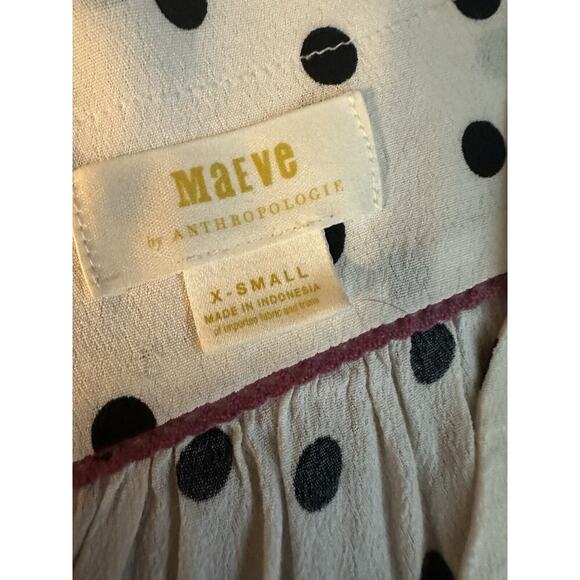 MaEVe
by ANTHROPOLOGIE
X-SMALL
MADE IN INDONESIA
of imported fabric and trims